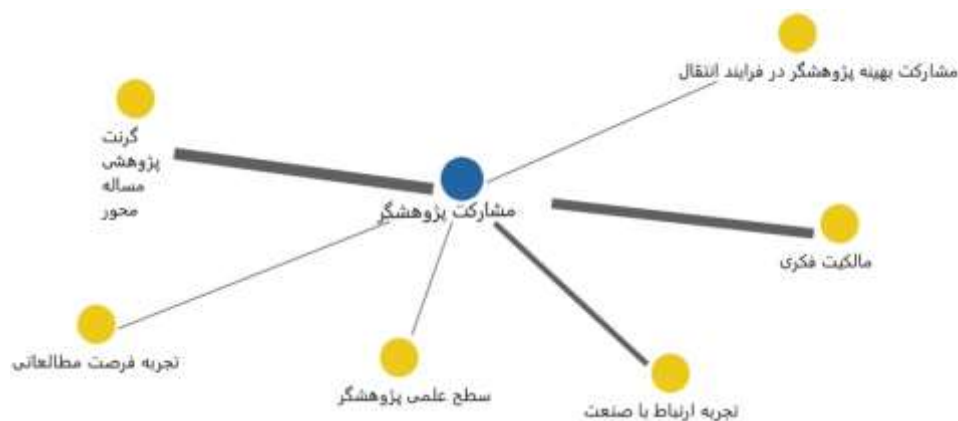 مشارکت بهینه پژوهشگر در فرایند انتقال
گرنت
پژوهشی
مساله
محور
مشارکت پژوهشگر
مالکیت فکری
تجربه فرصت مطالعاتی
سطح علمی پژوهشگر
تجربه ارتباط با صنعت